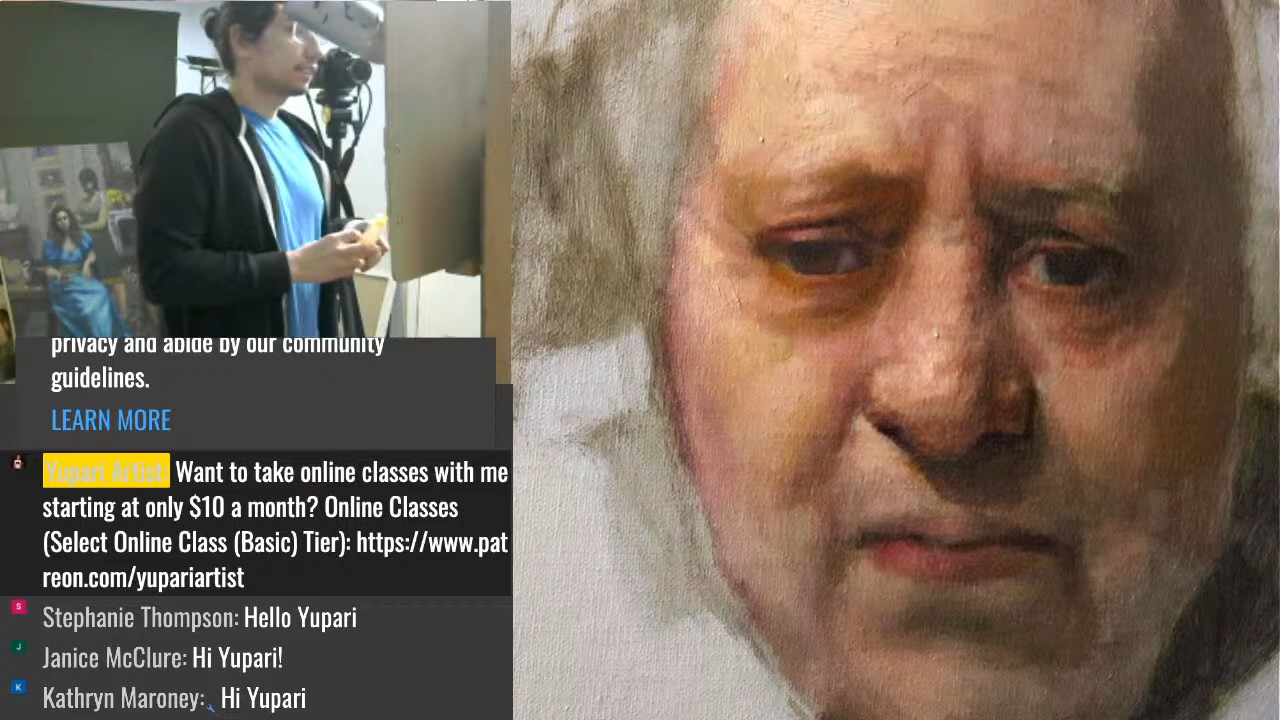 privacy and abide by our community
guidelines.
LEARN MORE
Yupari Artist: Want to take online classes with me
starting at only $10 a month? Online Classes
(Select Online Class (Basic) Tier): https://www.pat
reon.com/yupariartist
S
Stephanie Thompson: Hello Yupari
J
Janice McClure: Hi Yupari!
K
Kathryn Maroney: Hi Yupari